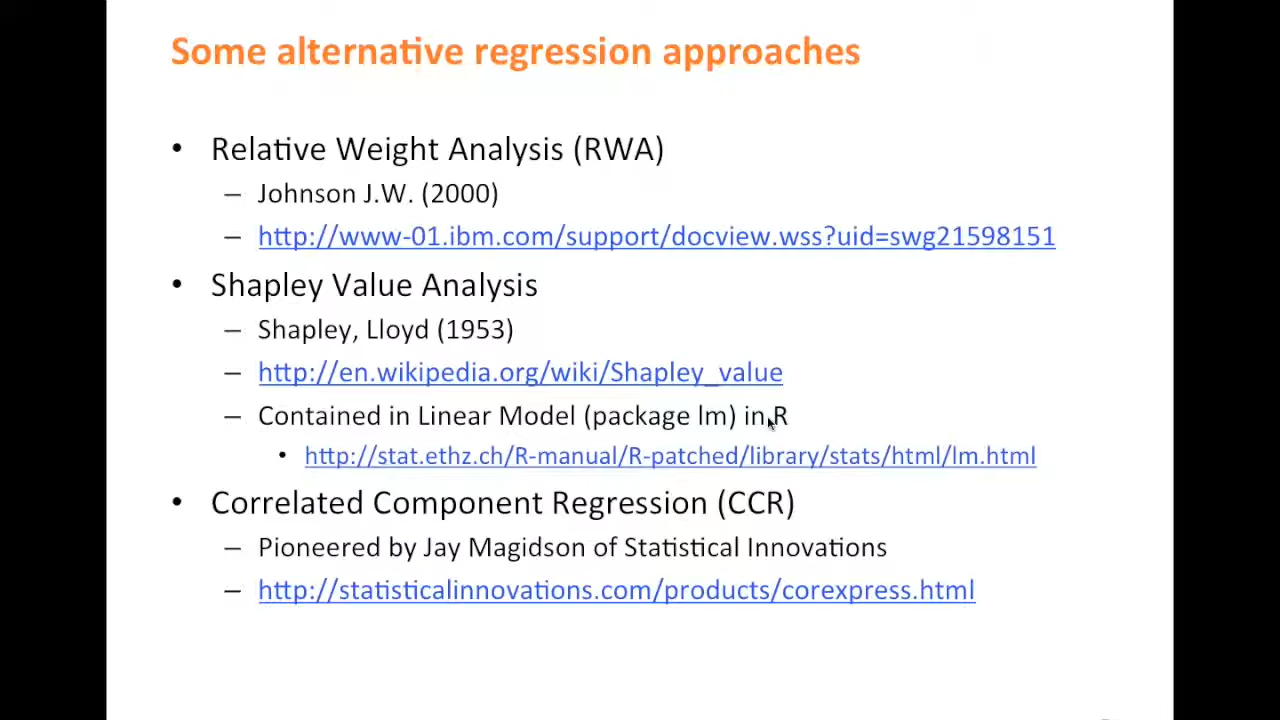 Some alternative regression approaches
• Relative Weight Analysis (RWA)
– Johnson J.W. (2000)
– http://www-01.ibm.com/support/docview.wss?uid=swg21598151
• Shapley Value Analysis
– Shapley, Lloyd (1953)
– http://en.wikipedia.org/wiki/Shapley_value
– Contained in Linear Model (package lm) in R
• http://stat.ethz.ch/R-manual/R-patched/library/stats/html/lm.html
• Correlated Component Regression (CCR)
– Pioneered by Jay Magidson of Statistical Innovations
– http://statisticalinnovations.com/products/corexpress.html